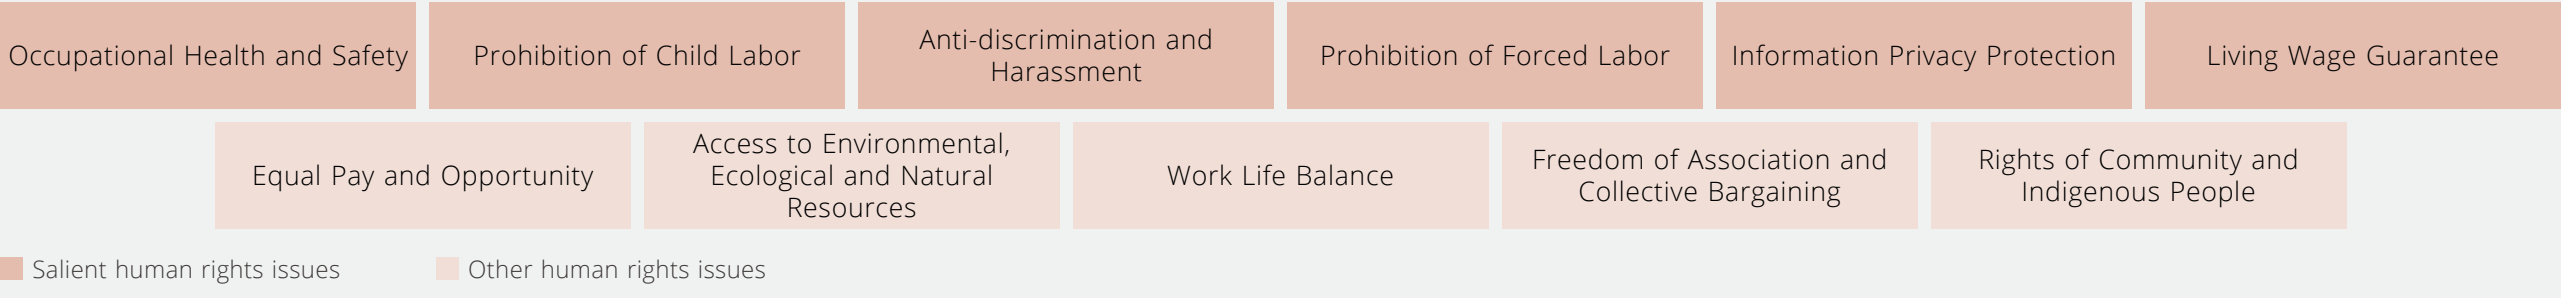 Occupational Health and Safety
Prohibition of Child Labor
Anti-discrimination and
Harassment
Prohibition of Forced Labor
Information Privacy Protection
Living Wage Guarantee
Equal Pay and Opportunity
Access to Environmental,
Ecological and Natural
Resources
Work Life Balance
Freedom of Association and
Collective Bargaining
Rights of Community and
Indigenous People
Salient human rights issues
Other human rights issues